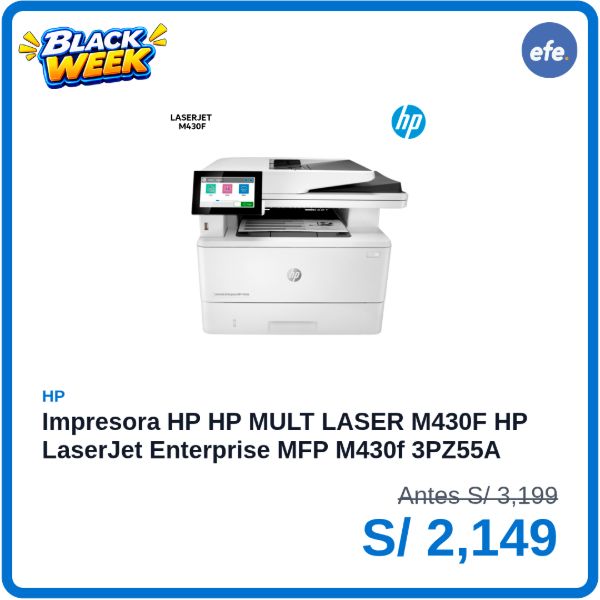 BLACK
WEEK
efe.
LASERJET
M430F
hp
hp
HP
Impresora HP HP MULT LASER M430F HP
LaserJet Enterprise MFP M430f 3PZ55A
Antes S/ 3,199
S/ 2,149